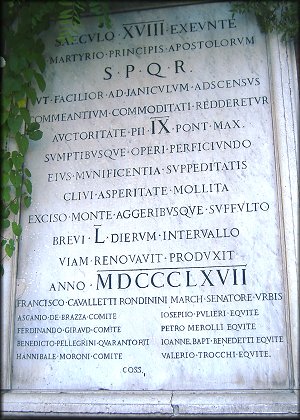 SAECULO · XVIII · EXEVNTE
MARTYRIO · PRINCIPIS · APOSTOLORVM
S · P · Q · R ·
VT · FACILIOR · AD · IANICULVM · ADSCENSVS
COMMEANTIVM · COMMODITATI · REDDERETVR
AVCTORITATE · PII · IX · PONT · MAX ·
SVMPTIBVSQVE · OPERI · PERFICIVNDO
EIVS · MVNIFICENTIA · SVPPEDITATIS
CLIVI · ASPERITATE · MOLLITA
EXCISO · MONTE · AGGERIBVSQVE · SVFFVLTO
BREVI · L · DIERVM · INTERVALLO
VIAM · RENOVAVIT · PRODVXIT
ANNO · MDCCCLXVII
FRANCISCO · CAVALLETTI · RONDININI · MARCH · SENATORE · VRBIS
ASCANIO · DE · BRAZZA · COMITE IOSEPHO · PVLIERI · EQVITE ·
FERDINANDO · GIRAVD · COMITE PETRO · MEROLLI · EQVITE
BENEDICTO · PELLEGRINI · QVARANTOTTI IOANNE · BAPT · BENEDETTI · EQVITE
HANNIBALE · MORONI · COMITE VALERIO · TROCCHI · EQVITE ·
COSS ·